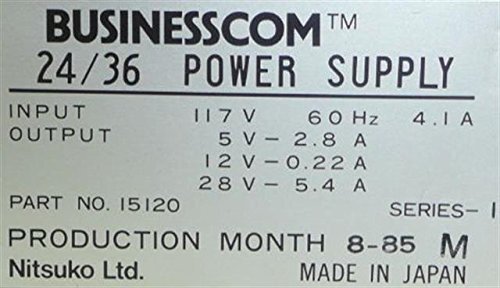 BUSINESSCOM™
24/36 POWER SUPPLY
INPUT 117V 60Hz 4.1A
OUTPUT 5V-2.8 A
12V-0.22A
28V-5.4 A
PART NO. 15120 SERIES-1
PRODUCTION MONTH 8-85 M
Nitsuko Ltd. MADE IN JAPAN